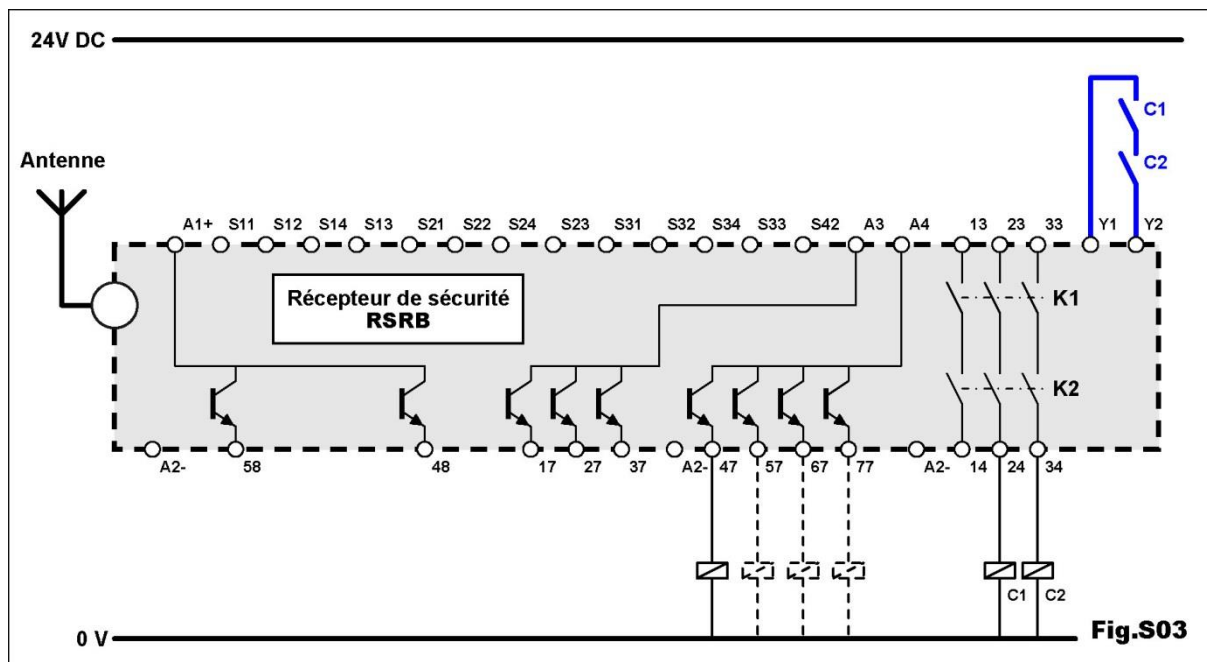 24V DC
C1
C2
Antenne
A1+ S11 S12 S14 S13 S21 S22 S24 S23 S31 S32 S34 S33 S42 A3 A4 13 23 33 Y1 Y2
Récepteur de sécurité
RSRB
K1
K2
A2- 58 48 17 27 37 A2- 47 57 67 77 A2- 14 24 34
C1 C2
0 V
Fig.S03